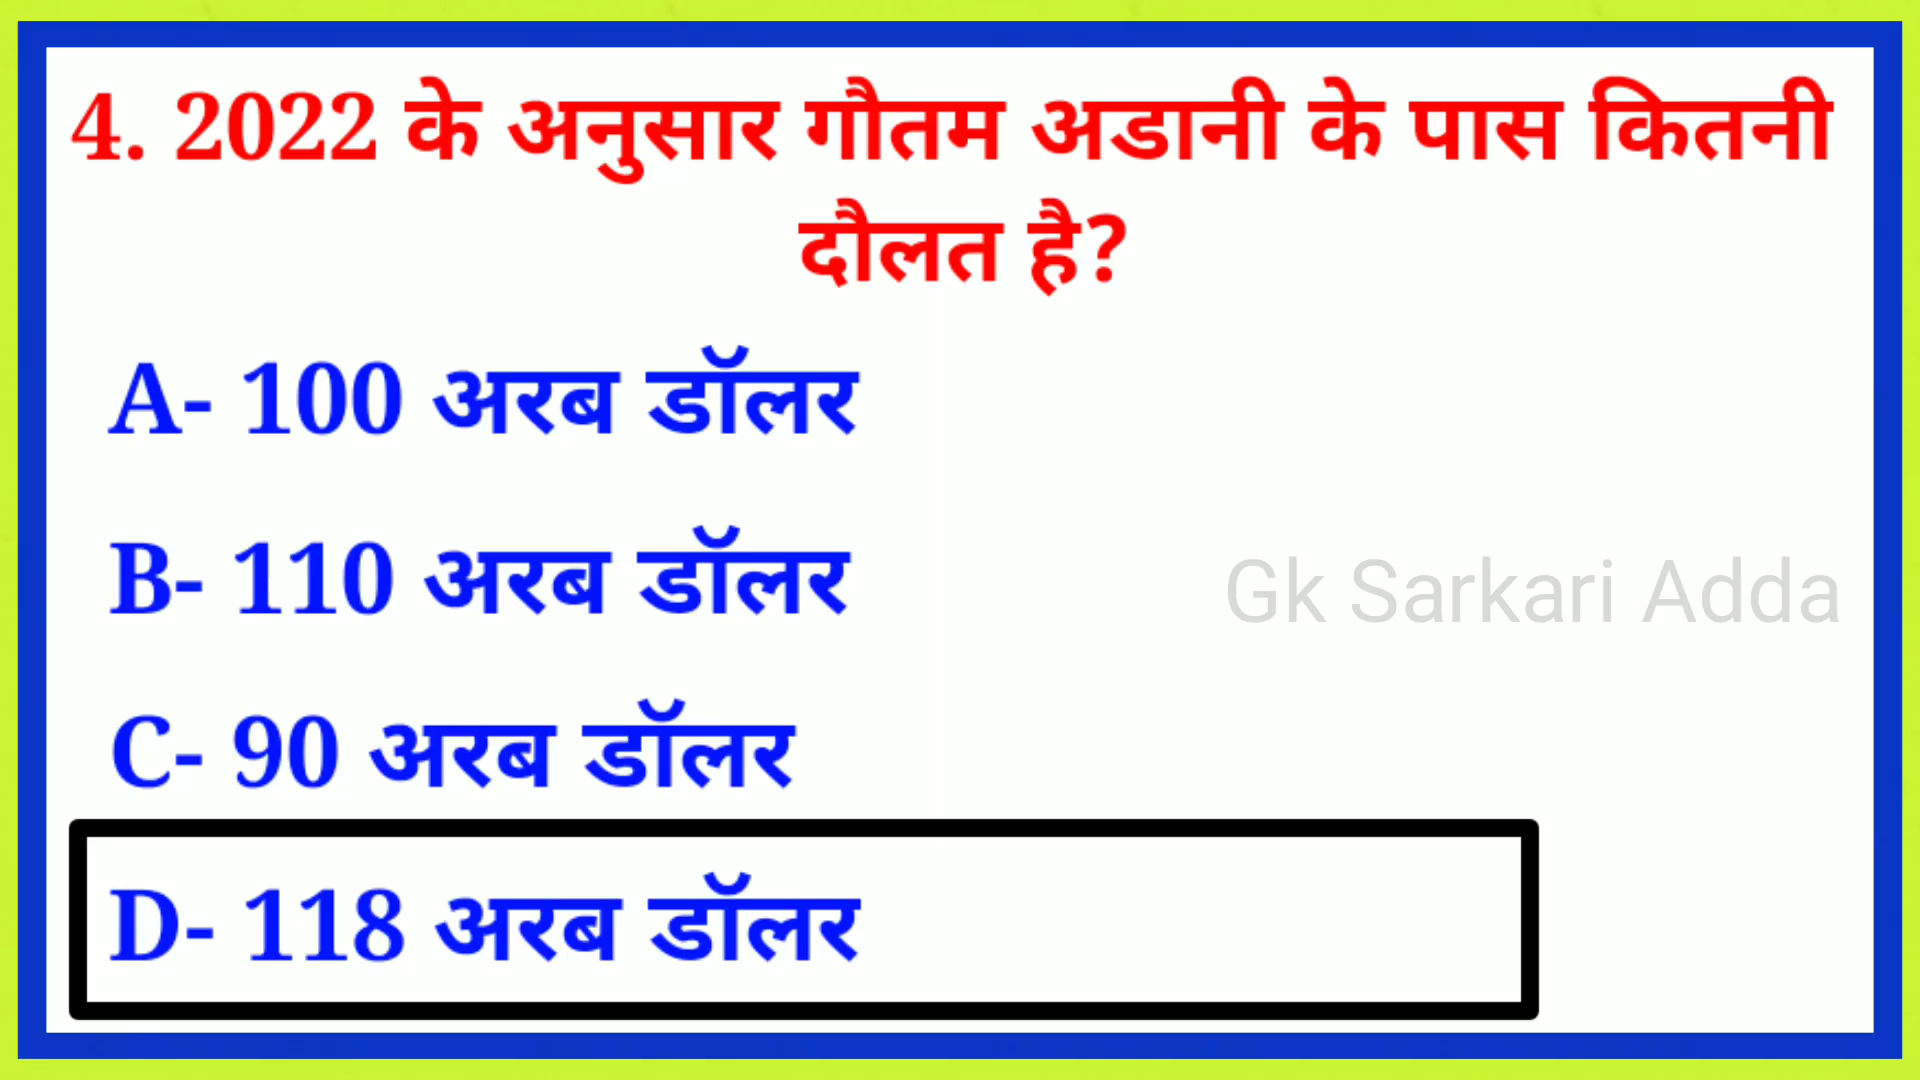 4. 2022 के अनुसार गौतम अडानी के पास कितनी
दौलत है?
A- 100 अरब डॉलर
B- 110 अरब डॉलर
Gk Sarkari Adda
C- 90 अरब डॉलर
D- 118 अरब डॉलर